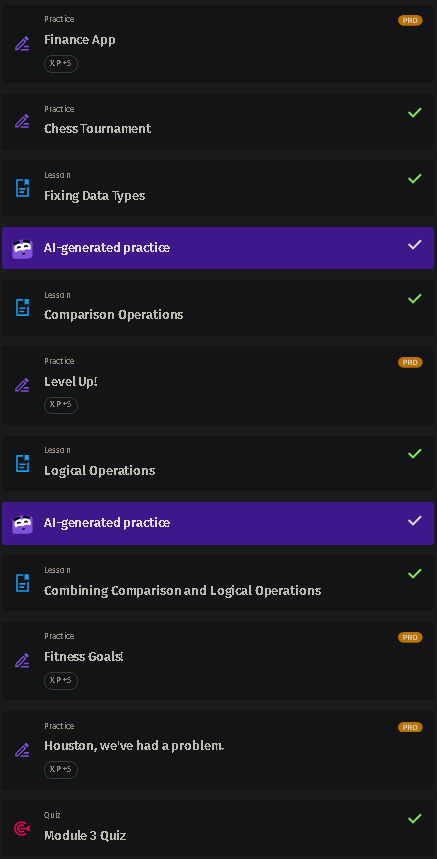 Practice
PRO
Finance App
XP +5
Practice
Chess Tournament
Lesson
Fixing Data Types
AI-generated practice
Lesson
Comparison Operations
Practice
PRO
Level Up!
XP +5
Lesson
Logical Operations
AI-generated practice
Lesson
Combining Comparison and Logical Operations
Practice
PRO
Fitness Goals!
XP +5
Practice
PRO
Houston, we've had a problem.
XP +5
Quiz
Module 3 Quiz